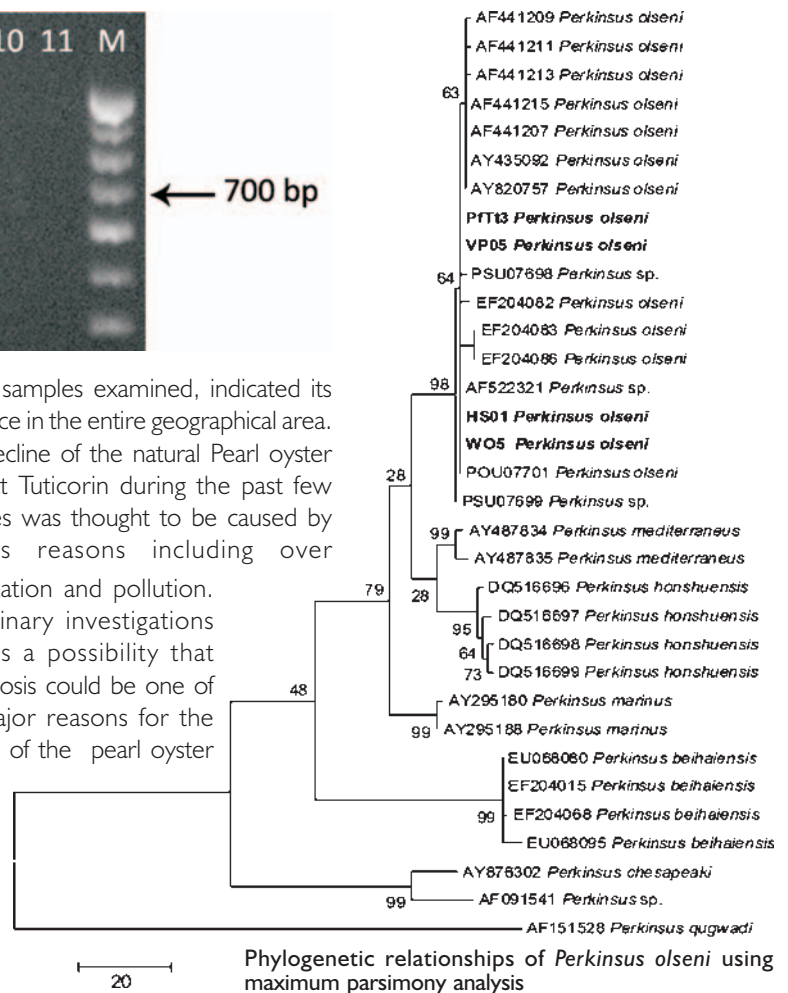 10 11 M
700 bp
samples examined, indicated its
ce in the entire geographical area.
ecline of the natural Pearl oyster
t Tuticorin during the past few
es was thought to be caused by
s reasons including over
ation and pollution.
inary investigations
s a possibility that
osis could be one of
ajor reasons for the
of the pearl oyster
AF441209 Perkinsus olseni
AF441211 Perkinsus olseni
AF441213 Perkinsus olseni
63
AF441215 Perkinsus olseni
AF441207 Perkinsus olseni
AY435092 Perkinsus olseni
AY820757 Perkinsus olseni
PfTt3 Perkinsus olseni
VP05 Perkinsus olseni
64
PSU07698 Perkinsus sp.
EF204082 Perkinsus olseni
EF204083 Perkinsus olseni
EF204086 Perkinsus olseni
98
AF522321 Perkinsus sp.
HS01 Perkinsus olseni
WO5 Perkinsus olseni
28
POU07701 Perkinsus olseni
PSU07699 Perkinsus sp.
99
AY487834 Perkinsus mediterraneus
AY487835 Perkinsus mediterraneus
79
28
DQ516696 Perkinsus honshuensis
DQ516697 Perkinsus honshuensis
95
DQ516698 Perkinsus honshuensis
64
73
DQ516699 Perkinsus honshuensis
48
AY295180 Perkinsus marinus
99
AY295188 Perkinsus marinus
EU068080 Perkinsus beihaiensis
EF204015 Perkinsus beihaiensis
99
EF204068 Perkinsus beihaiensis
EU068095 Perkinsus beihaiensis
AY876302 Perkinsus chesapeaki
99
AF091541 Perkinsus sp.
AF151528 Perkinsus qugwadi
20
Phylogenetic relationships of Perkinsus olseni using
maximum parsimony analysis